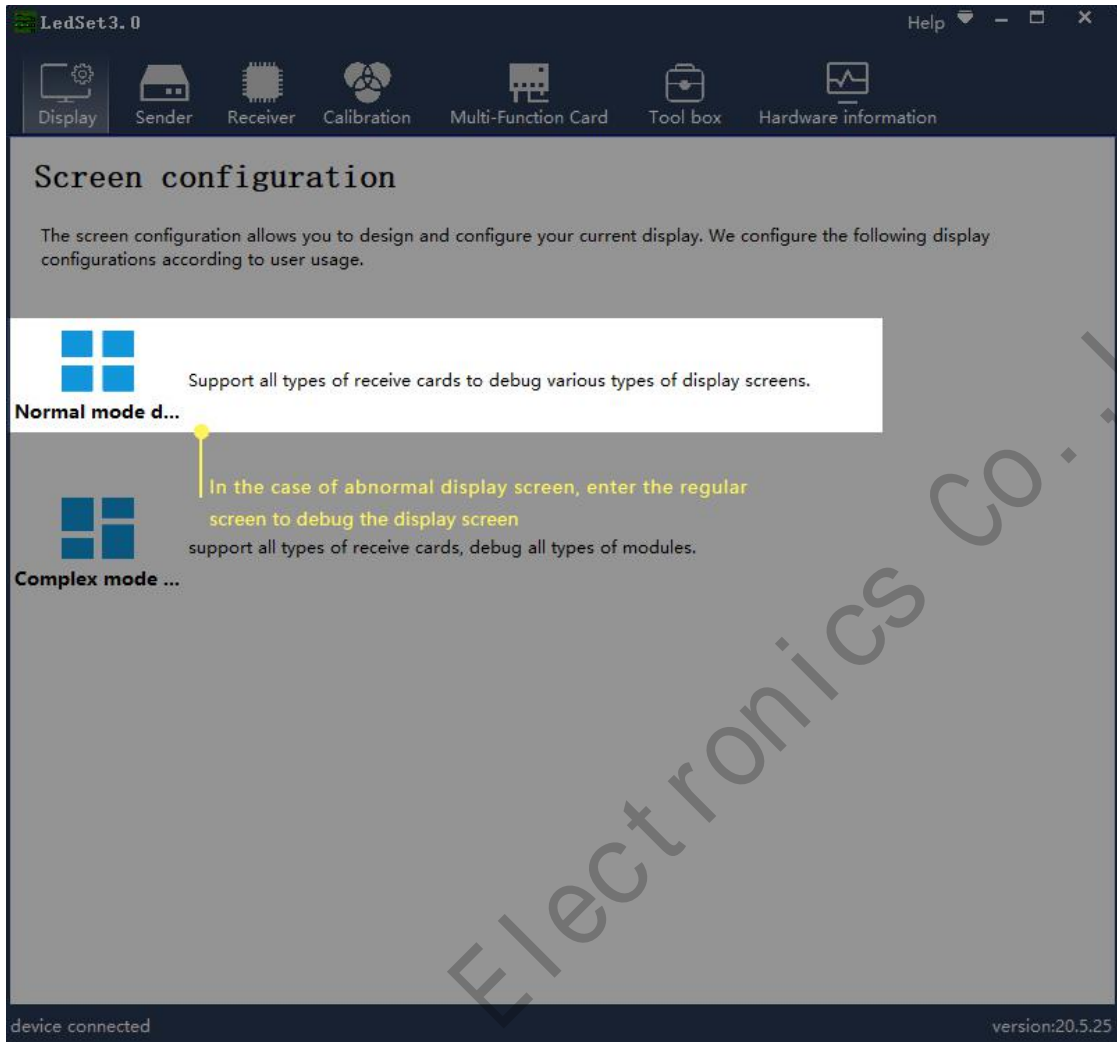 LedSet3.0
Help
Display Sender Receiver Calibration Multi-Function Card Tool box Hardware information
Screen configuration
The screen configuration allows you to design and configure your current display. We configure the following display
configurations according to user usage.
Support all types of receive cards to debug various types of display screens.
Normal mode d...
In the case of abnormal display screen, enter the regular
screen to debug the display screen
support all types of receive cards, debug all types of modules.
Complex mode ...
Electronics Co.,
device connected
version:20.5.25